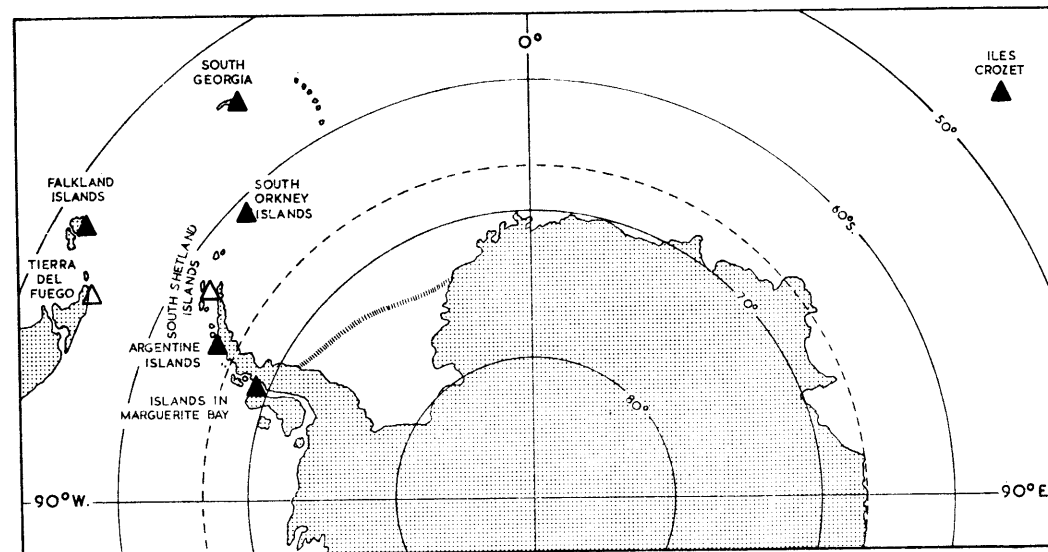 0°
SOUTH
GEORGIA
ILES
CROZET
50°
FALKLAND
ISLANDS
SOUTH
ORKNEY
ISLANDS
60°S.
TIERRA
DEL
FUEGO
SOUTH SHETLAND
ISLANDS
70°
ARGENTINE
ISLANDS
ISLANDS IN
MARGUERITE BAY
80°
90°W.
90°E